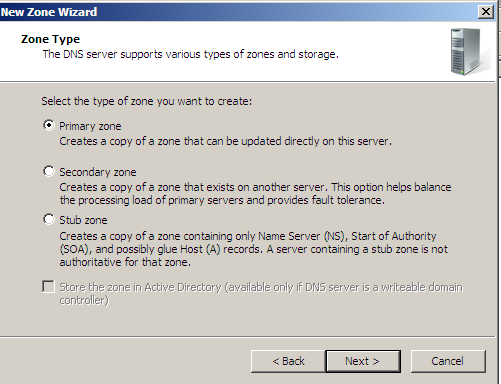 New Zone Wizard
Zone Type
The DNS server supports various types of zones and storage.
Select the type of zone you want to create:
Primary zone
Creates a copy of a zone that can be updated directly on this server.
Secondary zone
Creates a copy of a zone that exists on another server. This option helps balance
the processing load of primary servers and provides fault tolerance.
Stub zone
Creates a copy of a zone containing only Name Server (NS), Start of Authority
(SOA), and possibly glue Host (A) records. A server containing a stub zone is not
authoritative for that zone.
Store the zone in Active Directory (available only if DNS server is a writeable domain
controller)
< Back
Next >
Cancel